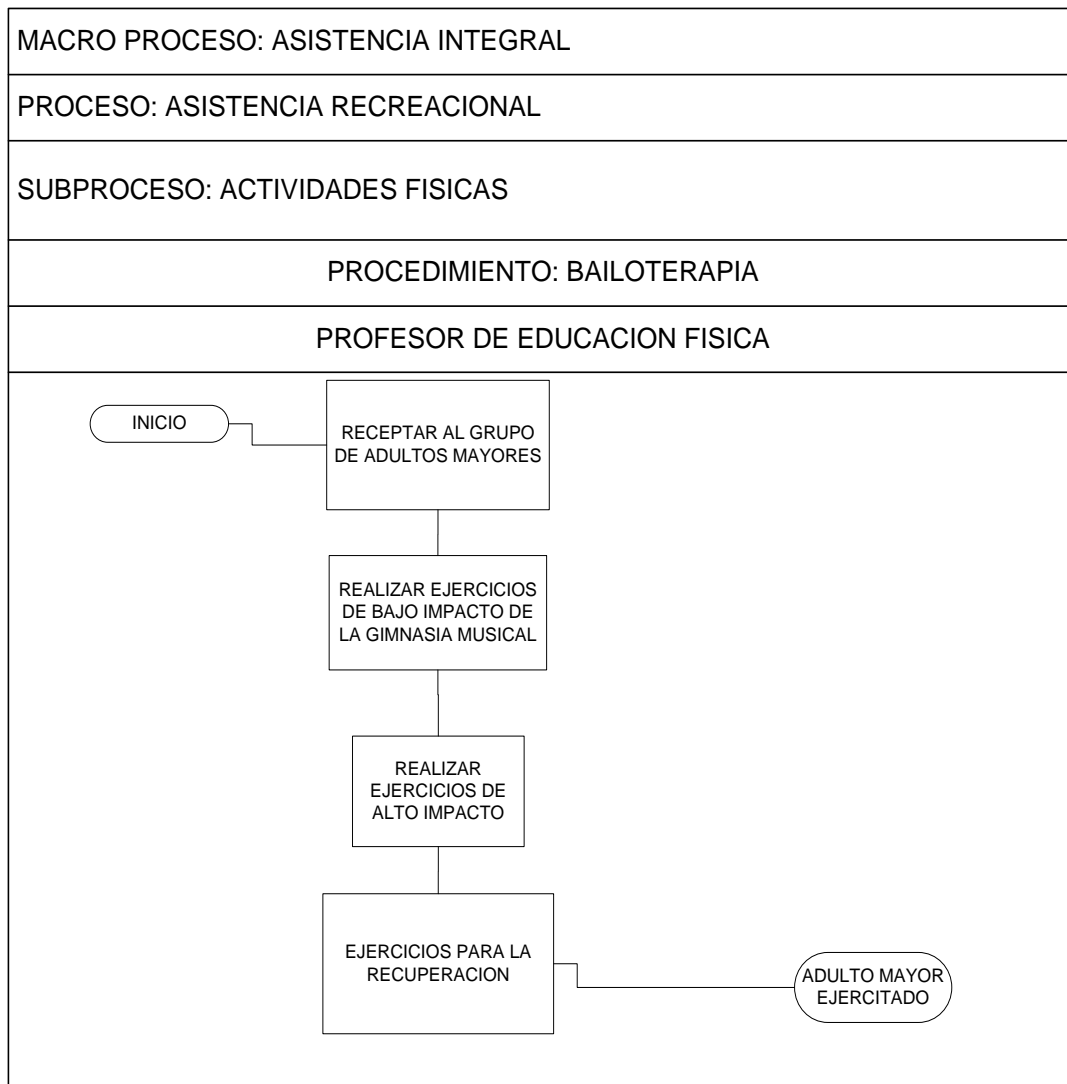 MACRO PROCESO: ASISTENCIA INTEGRAL
PROCESO: ASISTENCIA RECREACIONAL
SUBPROCESO: ACTIVIDADES FISICAS
PROCEDIMIENTO: BAILOTERAPIA
PROFESOR DE EDUCACION FISICA
INICIO
RECEPTAR AL GRUPO
DE ADULTOS MAYORES
REALIZAR EJERCICIOS
DE BAJO IMPACTO DE
LA GIMNASIA MUSICAL
REALIZAR
EJERCICIOS DE
ALTO IMPACTO
EJERCICIOS PARA LA
RECUPERACION
ADULTO MAYOR
EJERCITADO